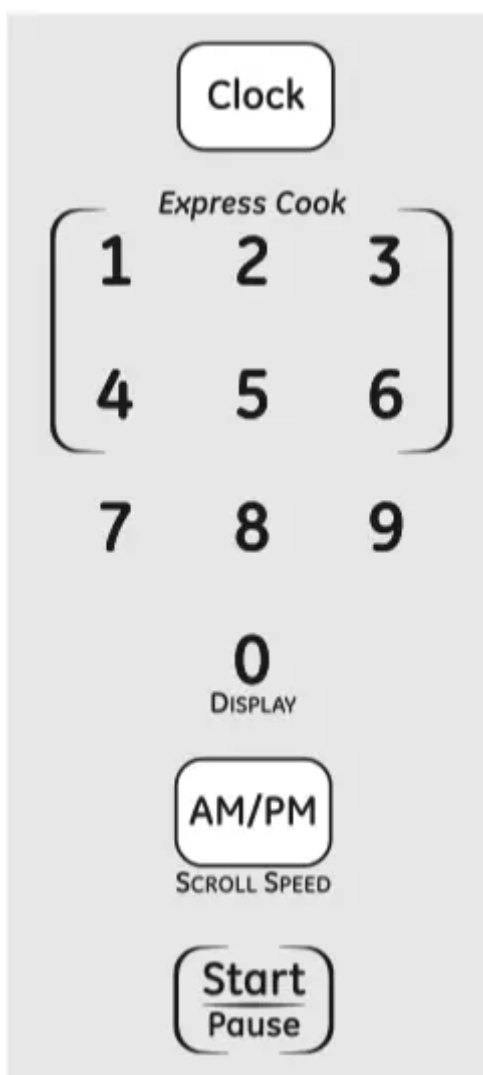 Clock
Express Cook
1 2 3
4 5 6
7 8 9
0
DISPLAY
AM/PM
SCROLL SPEED
Start
Pause